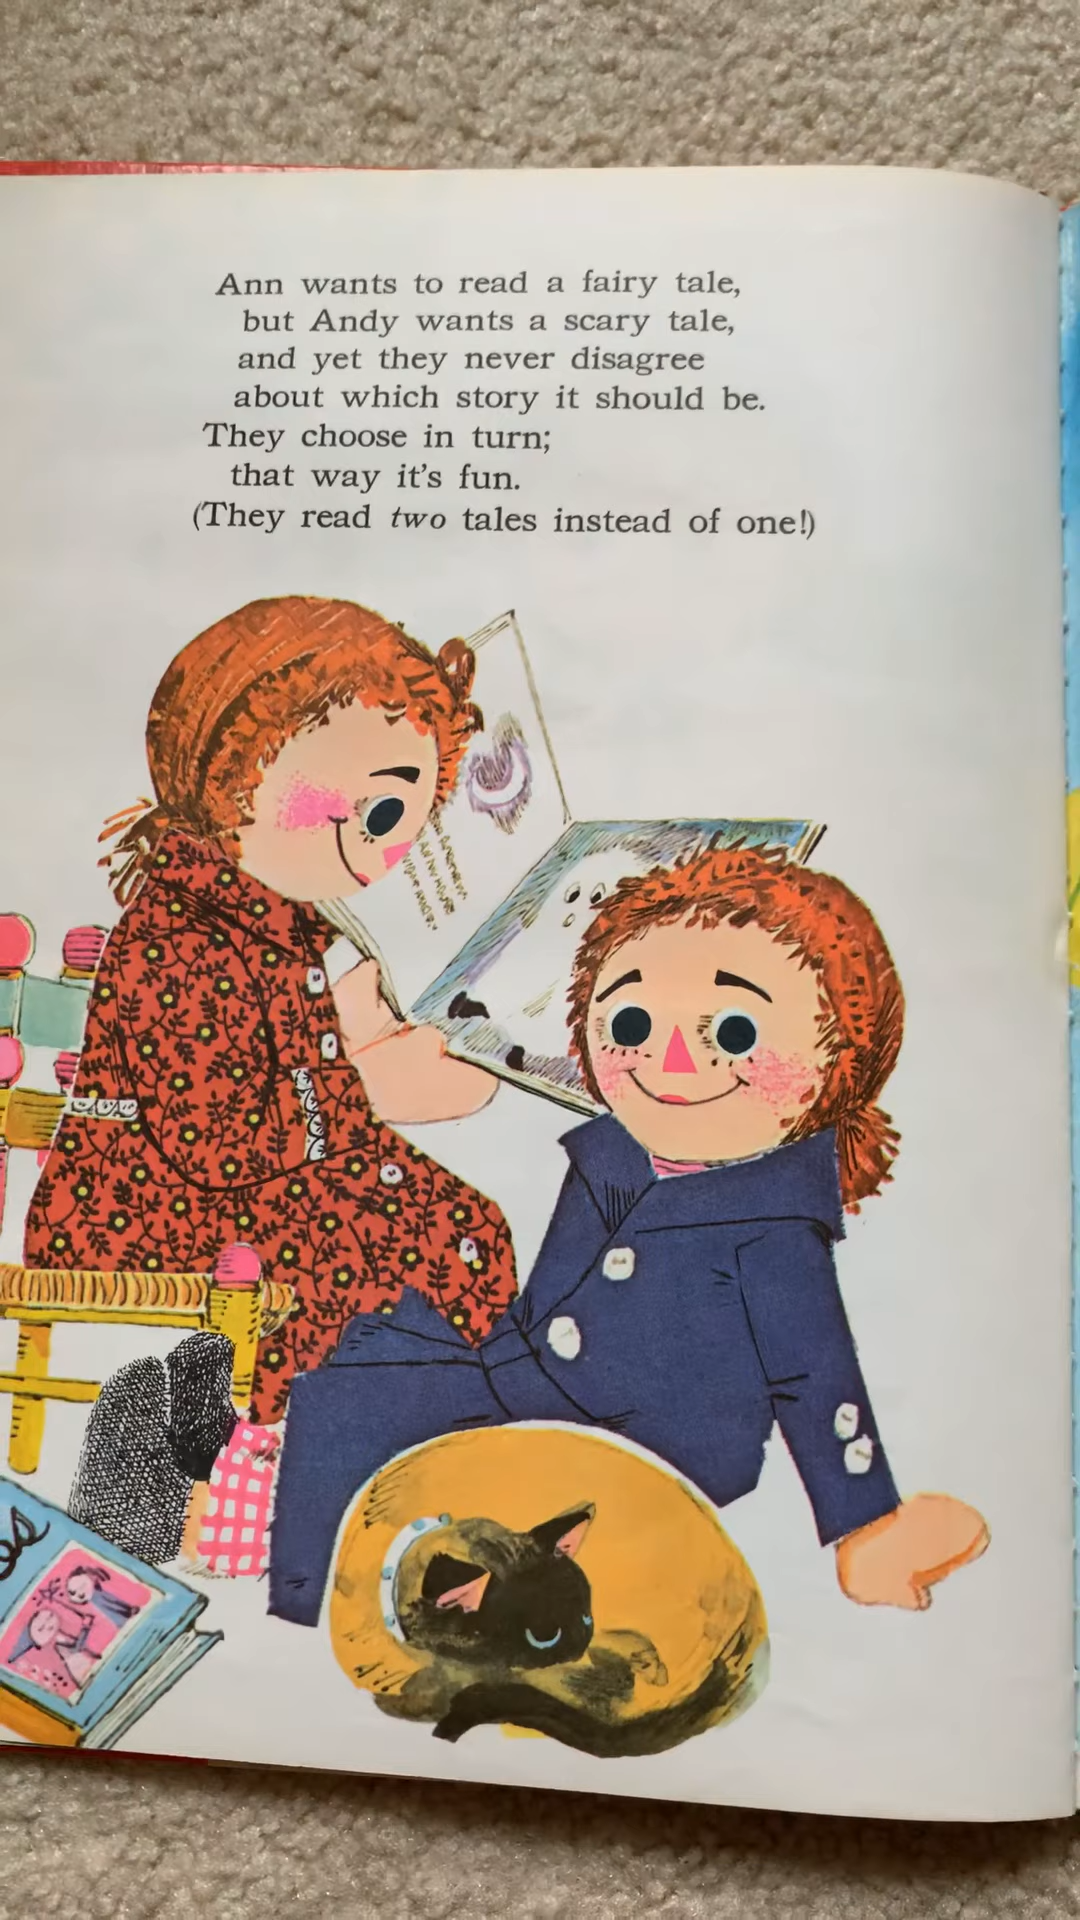 Ann wants to read a fairy tale,
but Andy wants a scary tale,
and yet they never disagree
about which story it should be.
They choose in turn;
that way it's fun.
(They read two tales instead of one!)